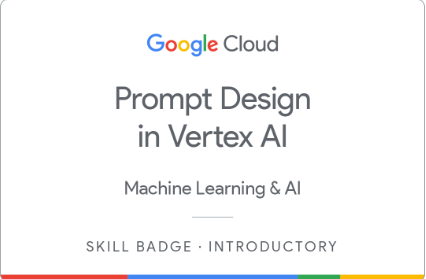 Google Cloud
Prompt Design
in Vertex AI
Machine Learning & AI
SKILL BADGE · INTRODUCTORY